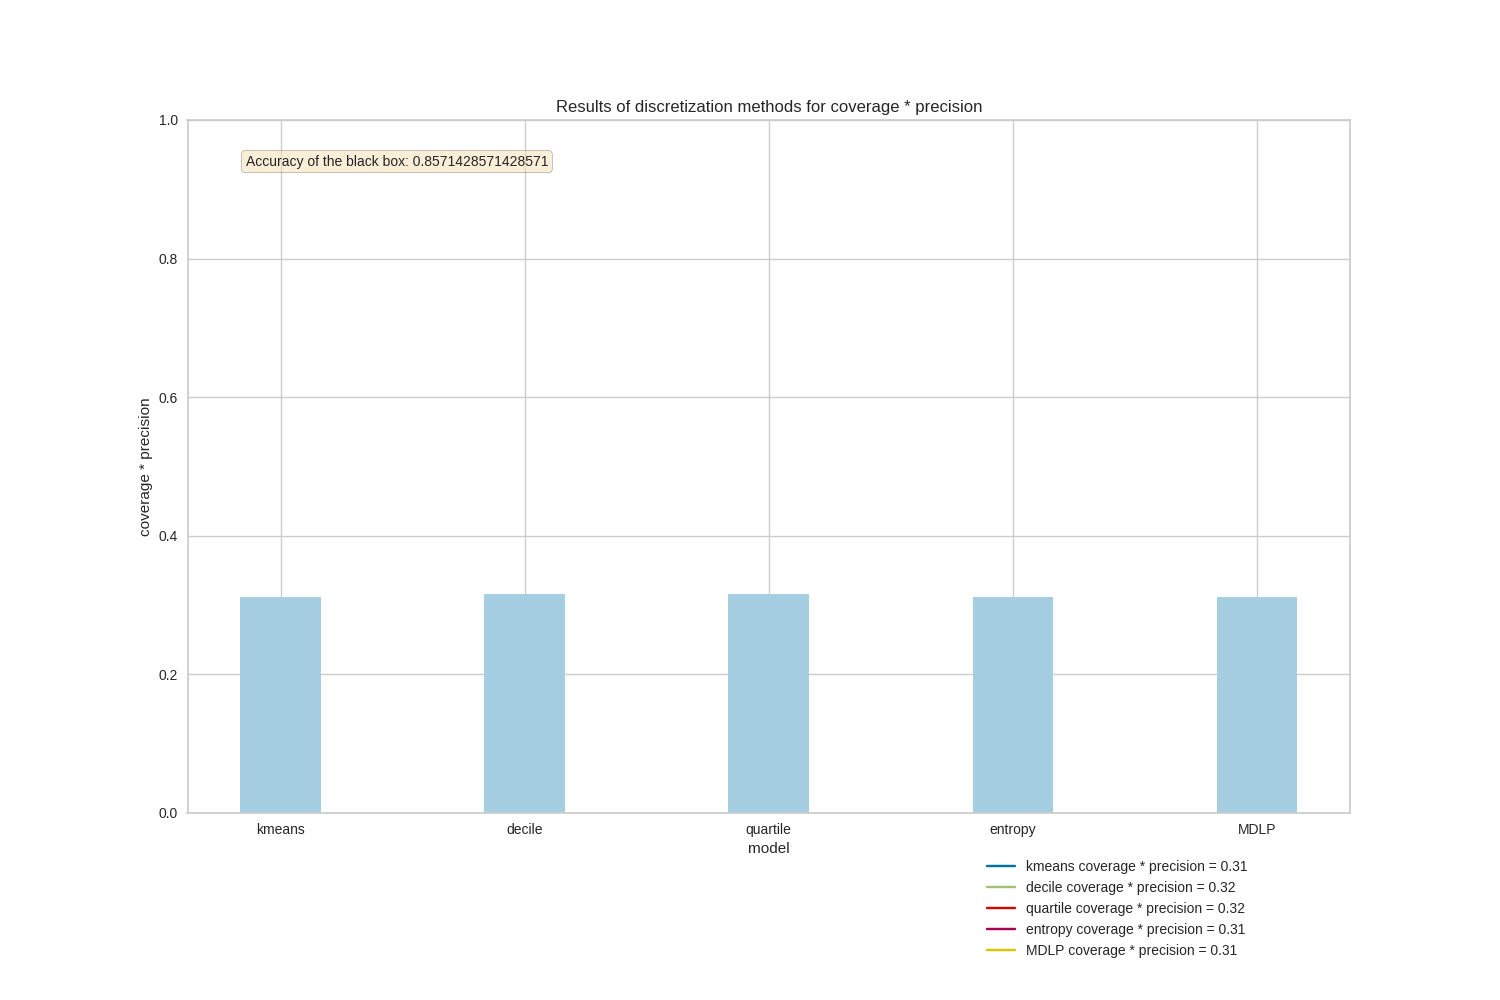 Results of discretization methods for coverage * precision
1.0
Accuracy of the black box: 0.8571428571428571
0.8
0.6
coverage * precision
0.4
0.2
0.0
kmeans decile quartile entropy MDLP
model
kmeans coverage * precision = 0.31
decile coverage * precision = 0.32
quartile coverage * precision = 0.32
entropy coverage * precision = 0.31
MDLP coverage * precision = 0.31